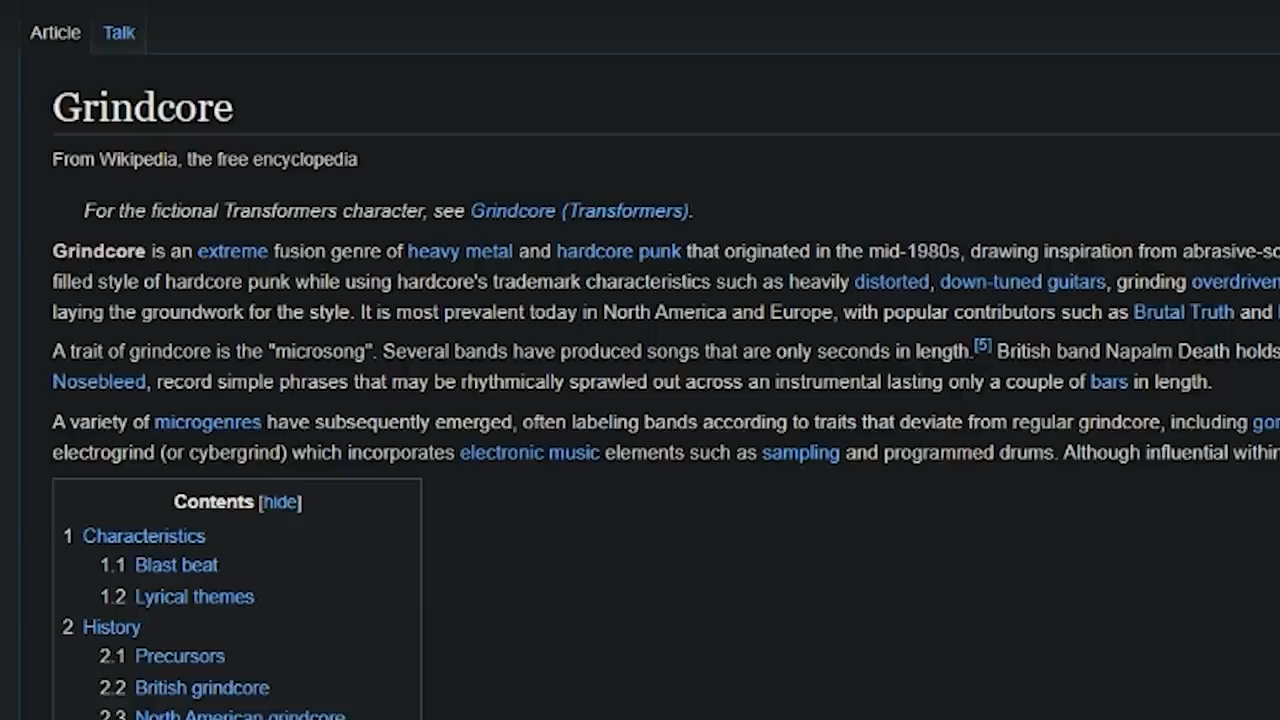 Article Talk
Grindcore
From Wikipedia, the free encyclopedia
For the fictional Transformers character, see Grindcore (Transformers).
Grindcore is an extreme fusion genre of heavy metal and hardcore punk that originated in the mid-1980s, drawing inspiration from
filled style of hardcore punk while using hardcore's trademark characteristics such as heavily distorted, down-tuned guitars, grinding overdriven
laying the groundwork for the style. It is most prevalent today in North America and Europe, with popular contributors such as Brutal Truth and
A trait of grindcore is the "microsong". Several bands have produced songs that are only seconds in length.[5] British band Napalm Death holds
Nosebleed, record simple phrases that may be rhythmically sprawled out across an instrumental lasting only a couple of bars in length.
A variety of microgenres have subsequently emerged, often labeling bands according to traits that deviate from regular grindcore, including
electrogrind (or cybergrind) which incorporates electronic music elements such as sampling and programmed drums. Although influential
Contents [hide]
1 Characteristics
1.1 Blast beat
1.2 Lyrical themes
2 History
2.1 Precursors
2.2 British grindcore
2.3 North American grindcore